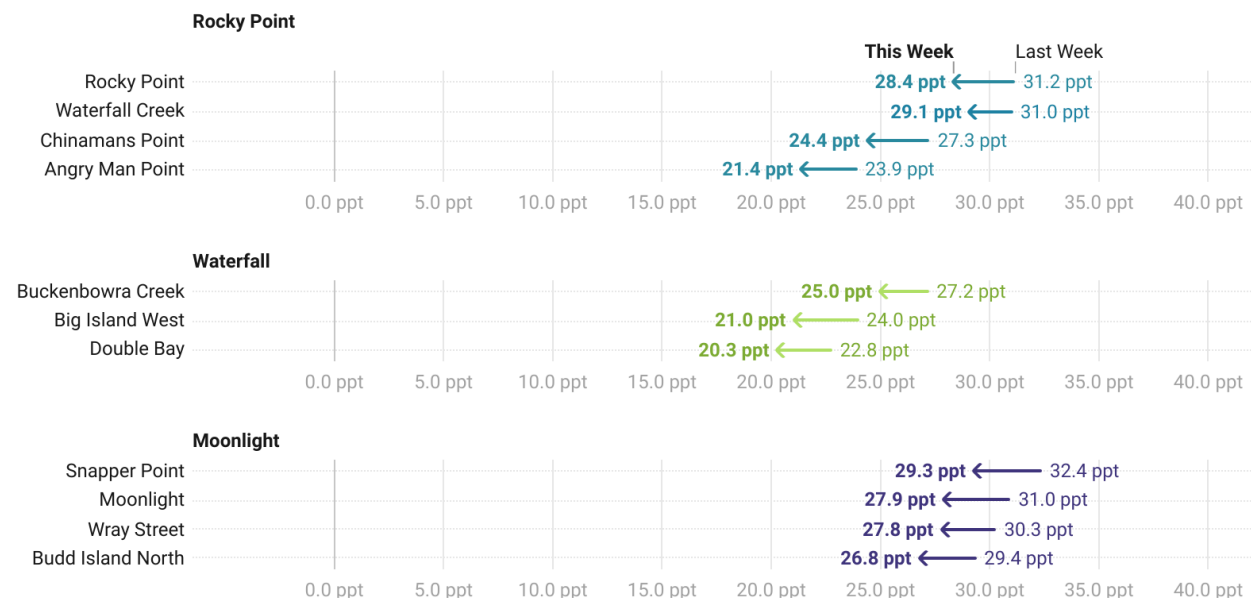 Rocky Point
This Week Last Week
Rocky Point 28.4 ppt 31.2 ppt
Waterfall Creek 29.1 ppt 31.0 ppt
Chinamans Point 24.4 ppt 27.3 ppt
Angry Man Point 21.4 ppt 23.9 ppt
0.0 ppt 5.0 ppt 10.0 ppt 15.0 ppt 20.0 ppt 25.0 ppt 30.0 ppt 35.0 ppt 40.0 ppt
Waterfall
Buckenbowra Creek 25.0 ppt 27.2 ppt
Big Island West 21.0 ppt 24.0 ppt
Double Bay 20.3 ppt 22.8 ppt
0.0 ppt 5.0 ppt 10.0 ppt 15.0 ppt 20.0 ppt 25.0 ppt 30.0 ppt 35.0 ppt 40.0 ppt
Moonlight
Snapper Point 29.3 ppt 32.4 ppt
Moonlight 27.9 ppt 31.0 ppt
Wray Street 27.8 ppt 30.3 ppt
Budd Island North 26.8 ppt 29.4 ppt
0.0 ppt 5.0 ppt 10.0 ppt 15.0 ppt 20.0 ppt 25.0 ppt 30.0 ppt 35.0 ppt 40.0 ppt